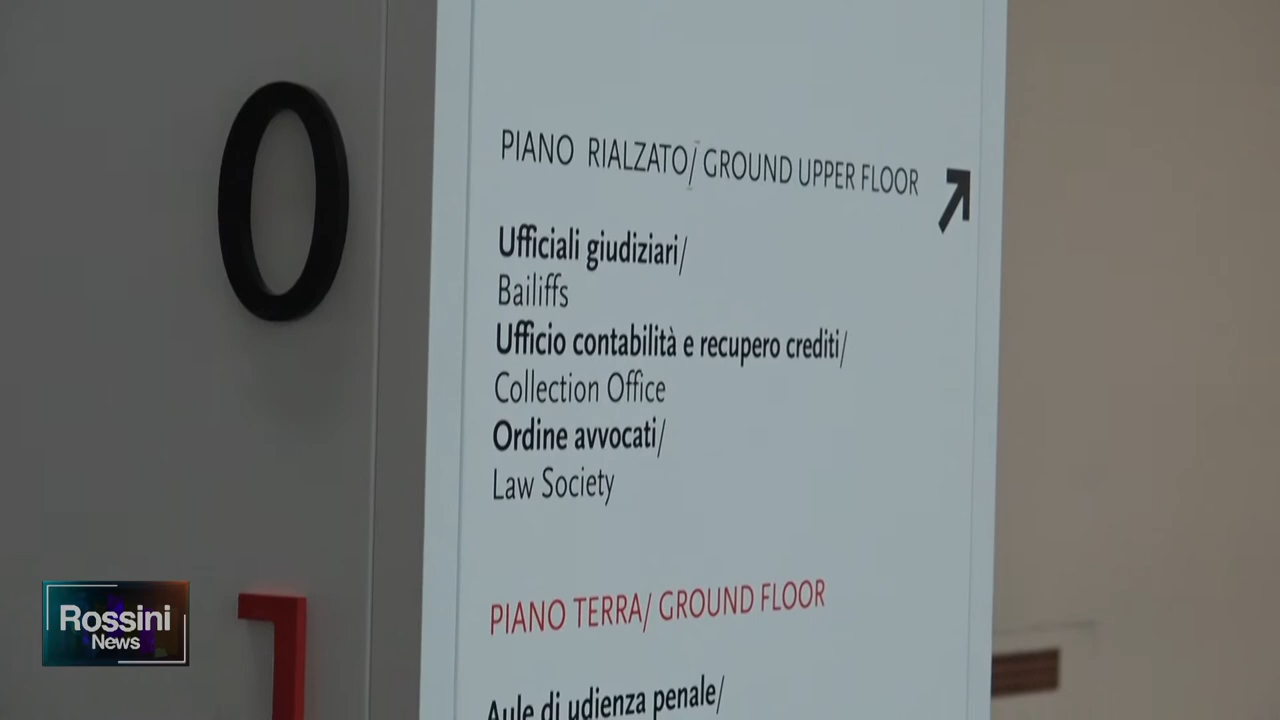 0
PIANO RIALZATO/ GROUND UPPER FLOOR
Ufficiali giudiziari/
Bailiffs
Ufficio contabilità e recupero crediti/
Collection Office
Ordine avvocati/
Law Society
PIANO TERRA/ GROUND FLOOR
Aule di udienza penale/
Rossini
News